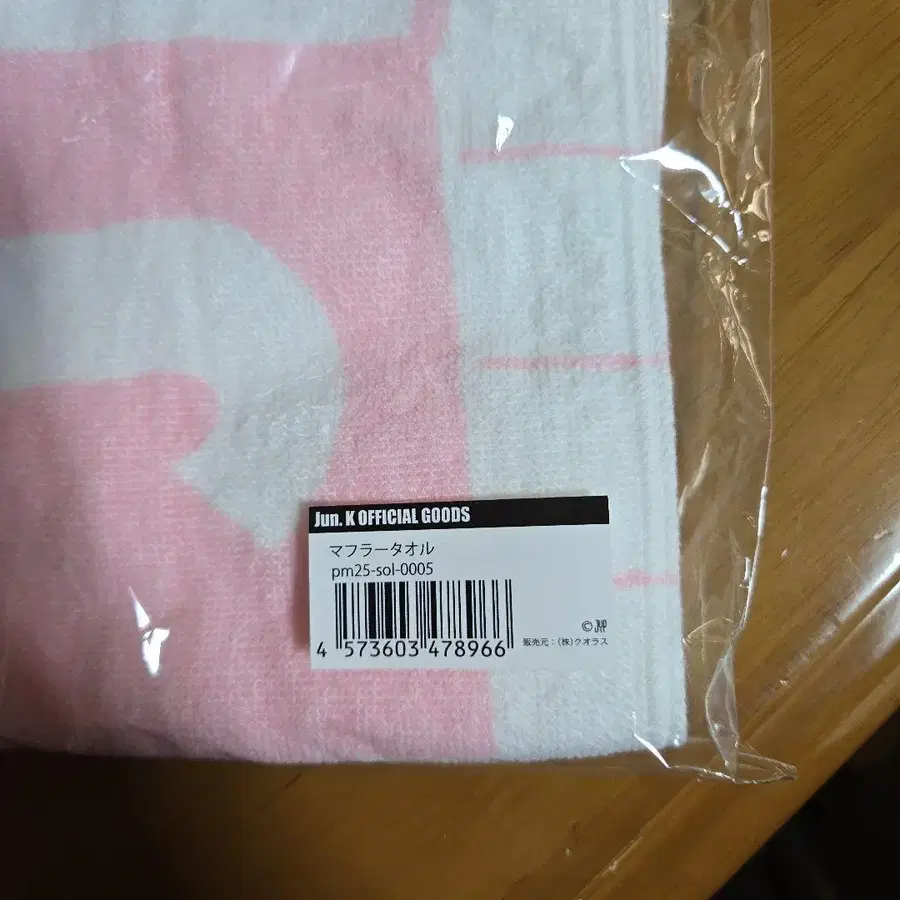 Jun. K OFFICIAL GOODS
マフラータオル
pm25-sol-0005
4 573603 478966
© JYP
販売元：(株)クオラス